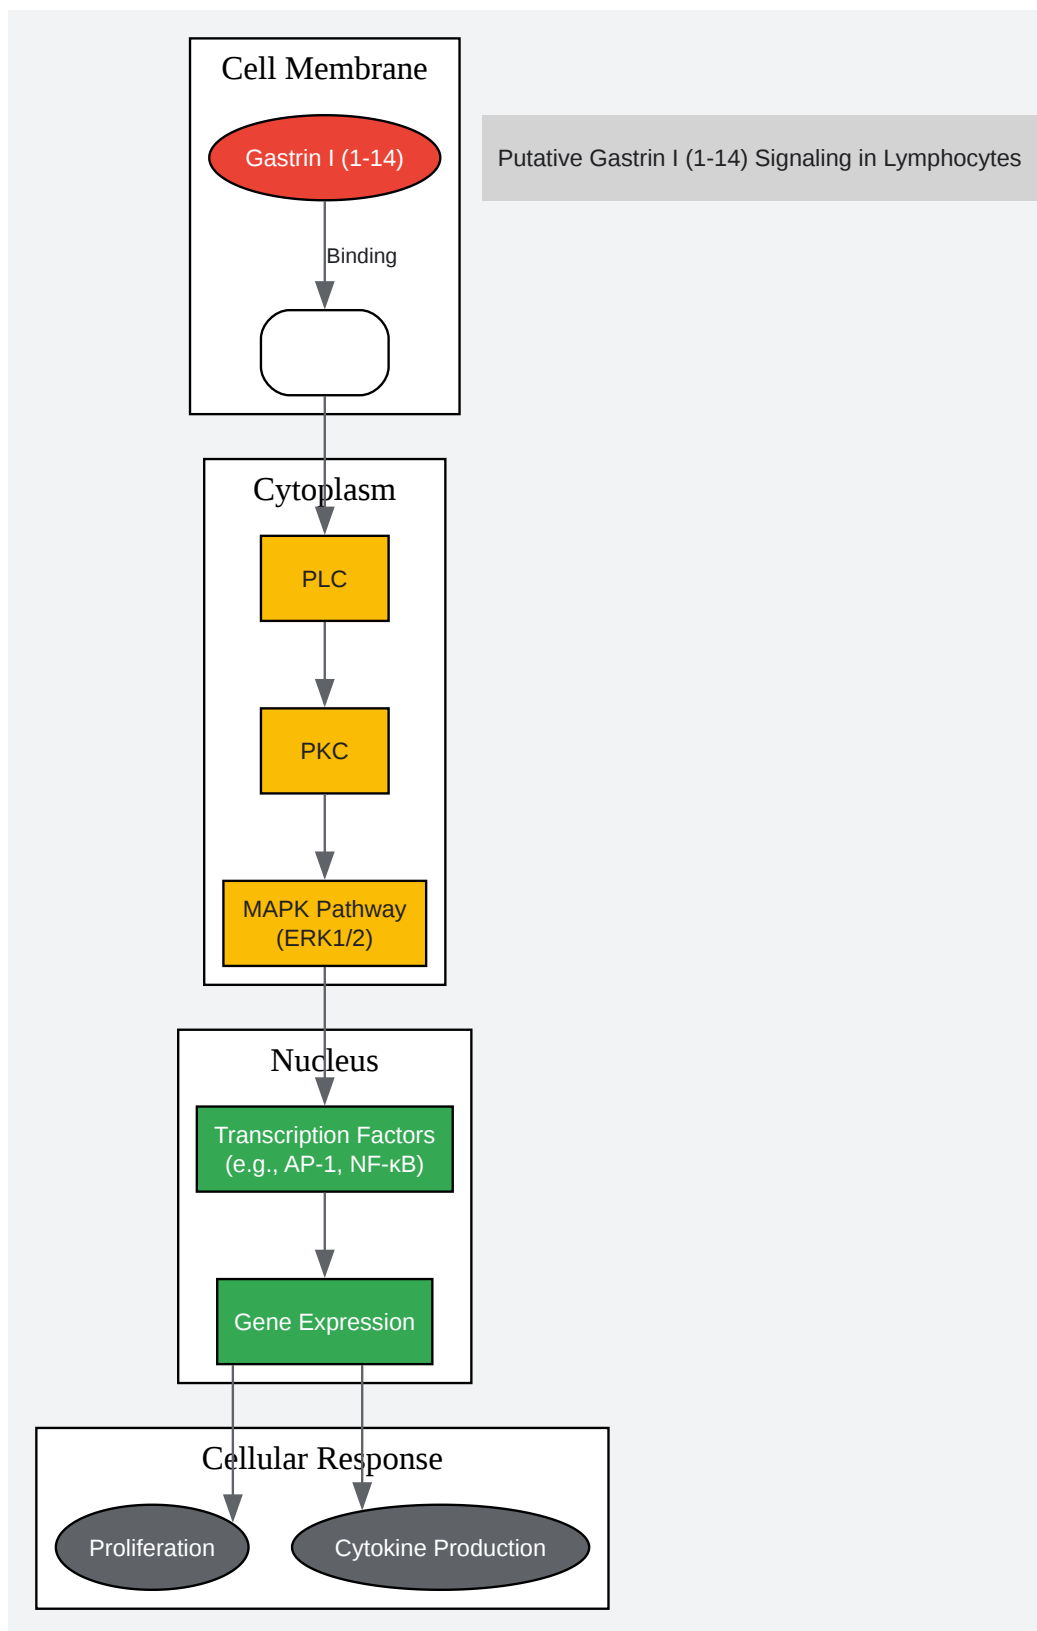 Cell Membrane
Gastrin I (1-14)
Putative Gastrin I (1-14) Signaling in Lymphocytes
Binding
Cytoplasm
PLC
PKC
MAPK Pathway
(ERK1/2)
Nucleus
Transcription Factors
(e.g., AP-1, NF-κB)
Gene Expression
Cellular Response
Proliferation
Cytokine Production